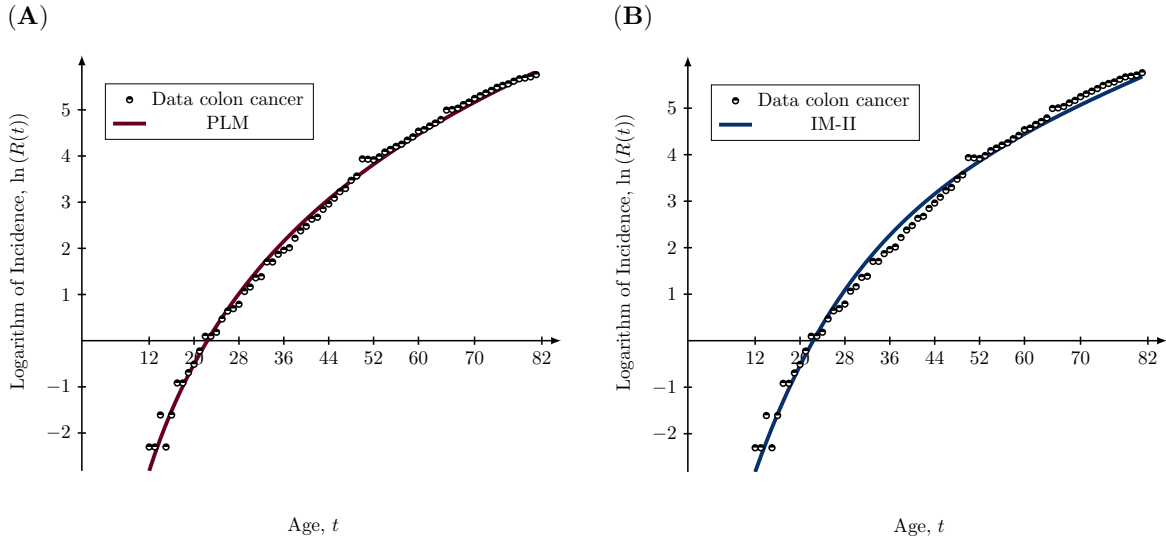 (A)
Logarithm of Incidence, ln (R(t))
Data colon cancer
PLM
5
4
3
2
1
−1
−2
12 20 28 36 44 52 60 70 82
Age, t
(B)
Logarithm of Incidence, ln (R(t))
Data colon cancer
IM-II
5
4
3
2
1
−1
−2
12 20 28 36 44 52 60 70 82
Age, t